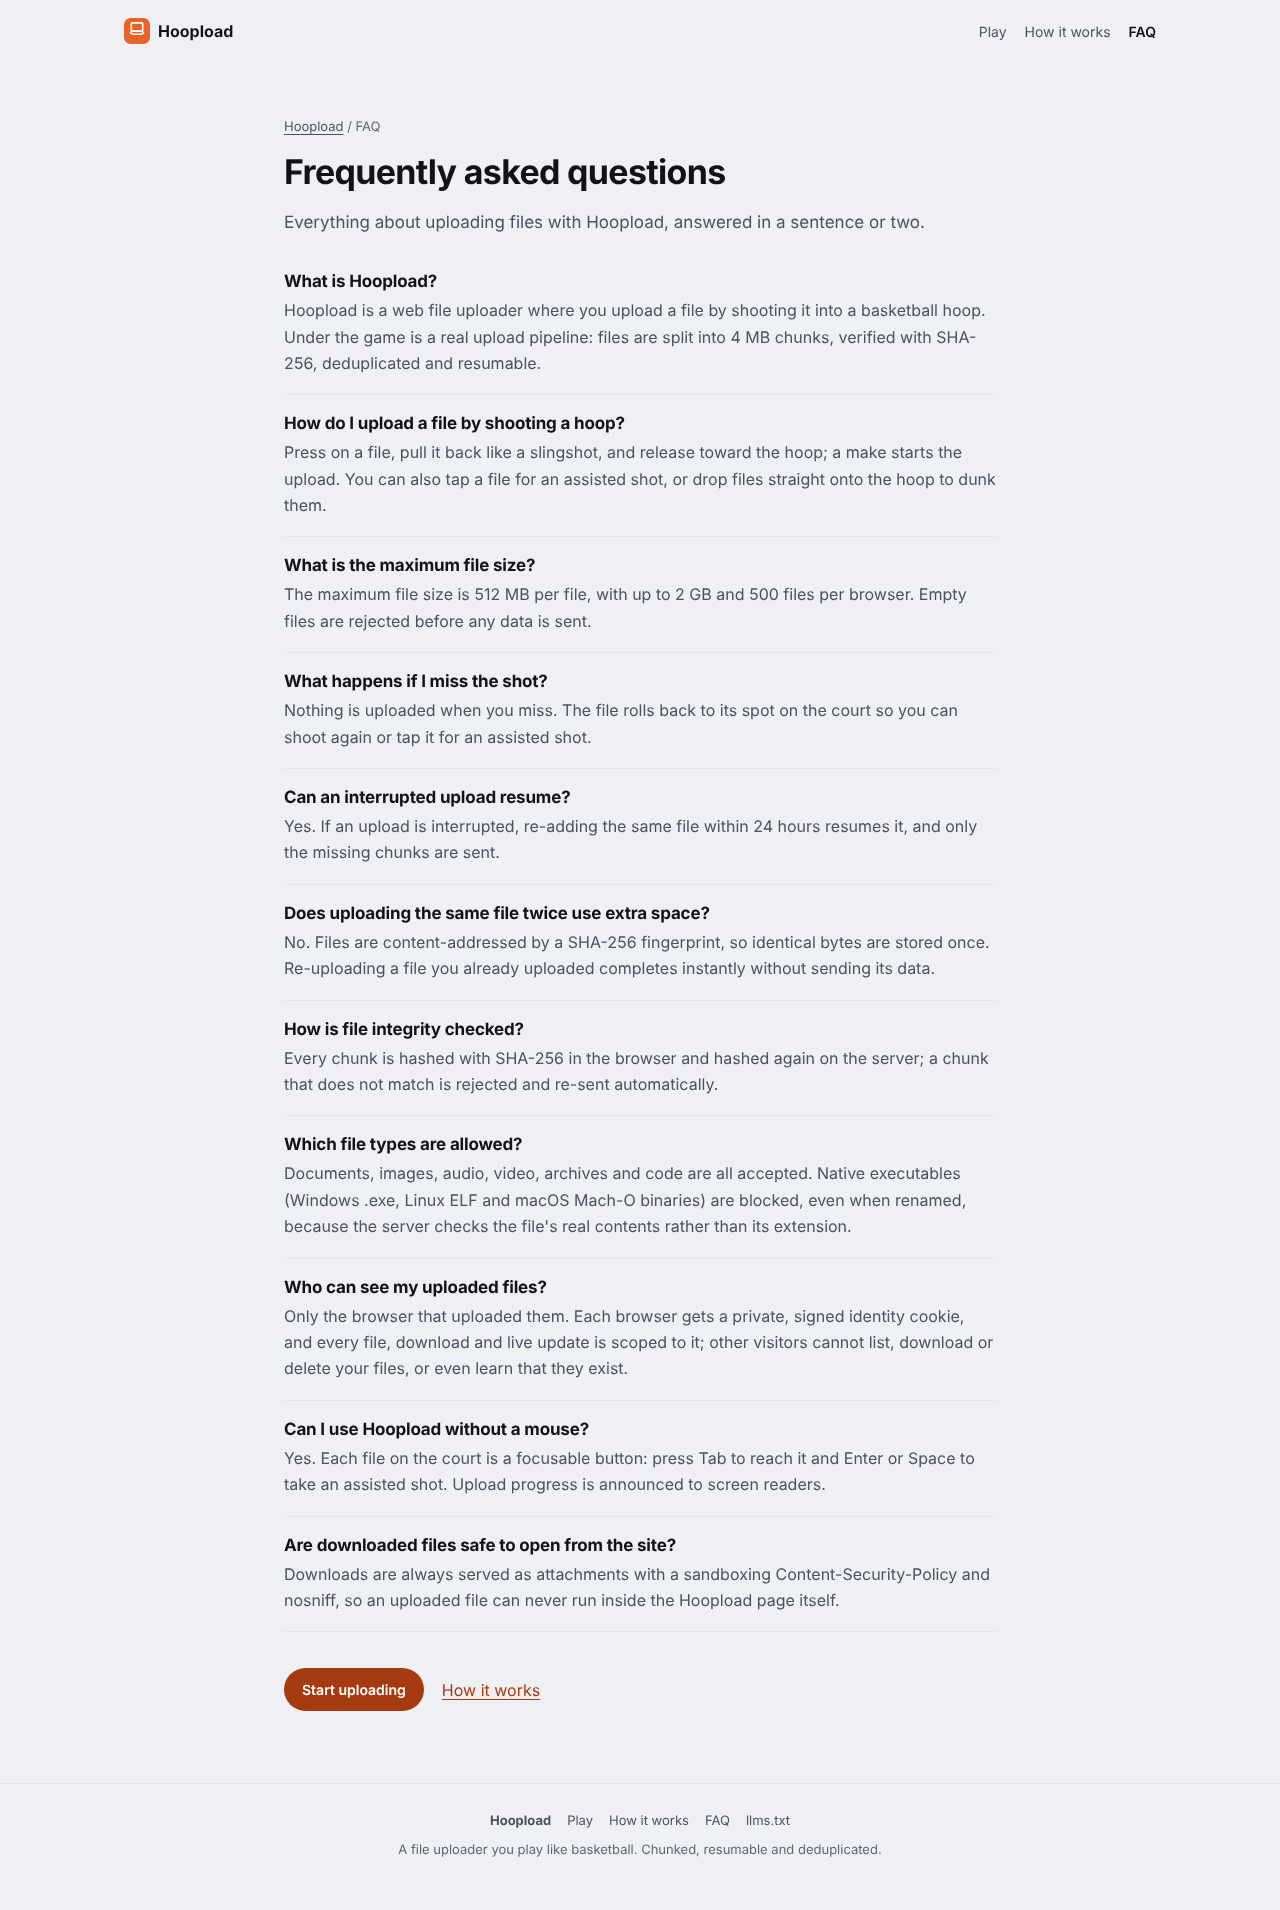 Hoopload
Play How it works FAQ
Hoopload / FAQ
Frequently asked questions
Everything about uploading files with Hoopload, answered in a sentence or two.
What is Hoopload?
Hoopload is a web file uploader where you upload a file by shooting it into a basketball hoop.
Under the game is a real upload pipeline: files are split into 4 MB chunks, verified with SHA-
256, deduplicated and resumable.
How do I upload a file by shooting a hoop?
Press on a file, pull it back like a slingshot, and release toward the hoop; a make starts the
upload. You can also tap a file for an assisted shot, or drop files straight onto the hoop to dunk
them.
What is the maximum file size?
The maximum file size is 512 MB per file, with up to 2 GB and 500 files per browser. Empty
files are rejected before any data is sent.
What happens if I miss the shot?
Nothing is uploaded when you miss. The file rolls back to its spot on the court so you can
shoot again or tap it for an assisted shot.
Can an interrupted upload resume?
Yes. If an upload is interrupted, re-adding the same file within 24 hours resumes it, and only
the missing chunks are sent.
Does uploading the same file twice use extra space?
No. Files are content-addressed by a SHA-256 fingerprint, so identical bytes are stored once.
Re-uploading a file you already uploaded completes instantly without sending its data.
How is file integrity checked?
Every chunk is hashed with SHA-256 in the browser and hashed again on the server; a chunk
that does not match is rejected and re-sent automatically.
Which file types are allowed?
Documents, images, audio, video, archives and code are all accepted. Native executables
(Windows .exe, Linux ELF and macOS Mach-O binaries) are blocked, even when renamed,
because the server checks the file's real contents rather than its extension.
Who can see my uploaded files?
Only the browser that uploaded them. Each browser gets a private, signed identity cookie,
and every file, download and live update is scoped to it; other visitors cannot list, download or
delete your files, or even learn that they exist.
Can I use Hoopload without a mouse?
Yes. Each file on the court is a focusable button: press Tab to reach it and Enter or Space to
take an assisted shot. Upload progress is announced to screen readers.
Are downloaded files safe to open from the site?
Downloads are always served as attachments with a sandboxing Content-Security-Policy and
nosniff, so an uploaded file can never run inside the Hoopload page itself.
Start uploading How it works
Hoopload Play How it works FAQ llms.txt
A file uploader you play like basketball. Chunked, resumable and deduplicated.